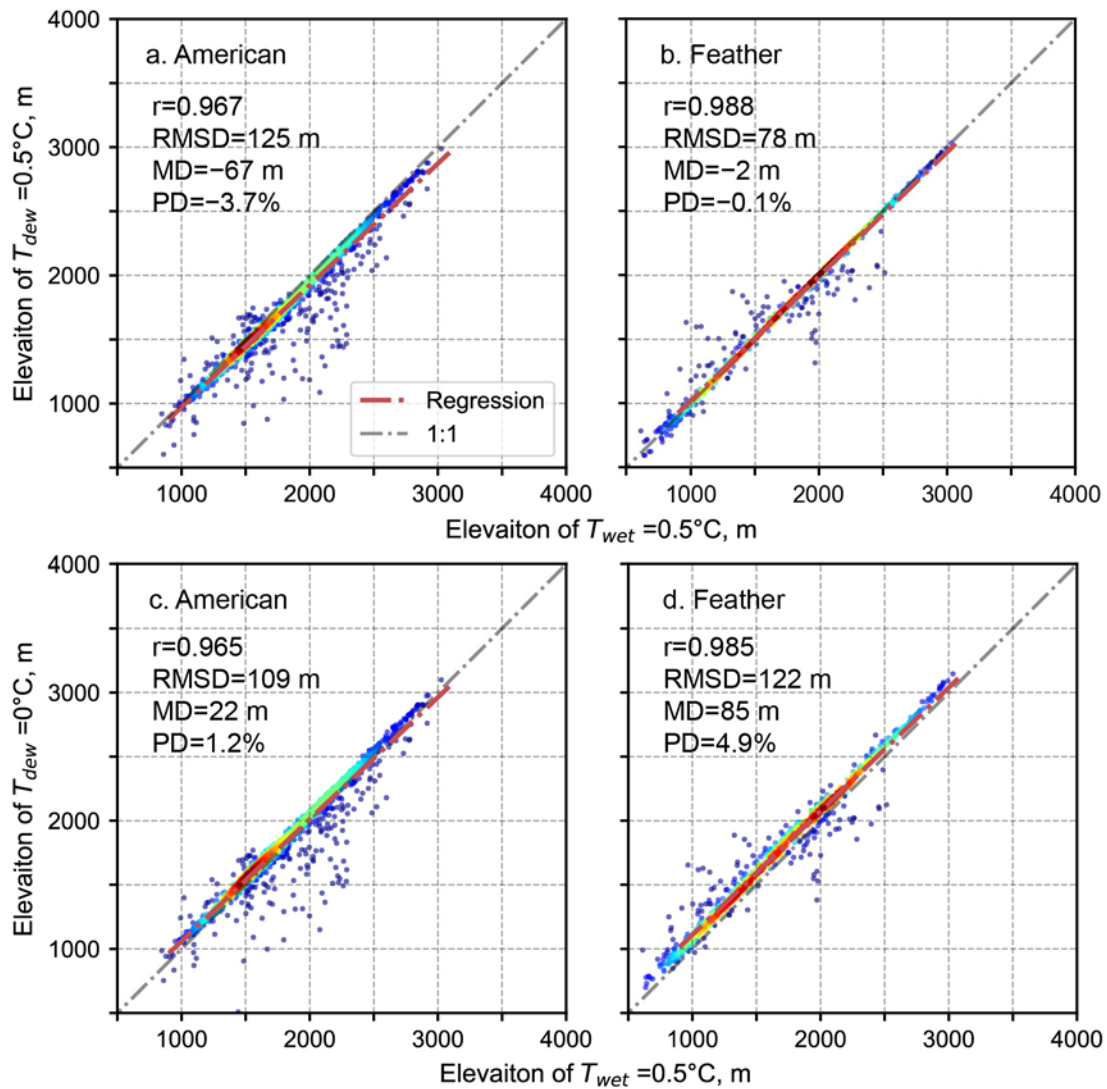 4000
3000
2000
1000
Elevaiton of T_dew =0.5°C, m
a. American
r=0.967
RMSD=125 m
MD=−67 m
PD=−3.7%
Regression
1:1
1000 2000 3000 4000
b. Feather
r=0.988
RMSD=78 m
MD=−2 m
PD=−0.1%
1000 2000 3000 4000
Elevaiton of T_wet =0.5°C, m
4000
3000
2000
1000
Elevaiton of T_dew =0°C, m
c. American
r=0.965
RMSD=109 m
MD=22 m
PD=1.2%
1000 2000 3000 4000
d. Feather
r=0.985
RMSD=122 m
MD=85 m
PD=4.9%
1000 2000 3000 4000
Elevaiton of T_wet =0.5°C, m